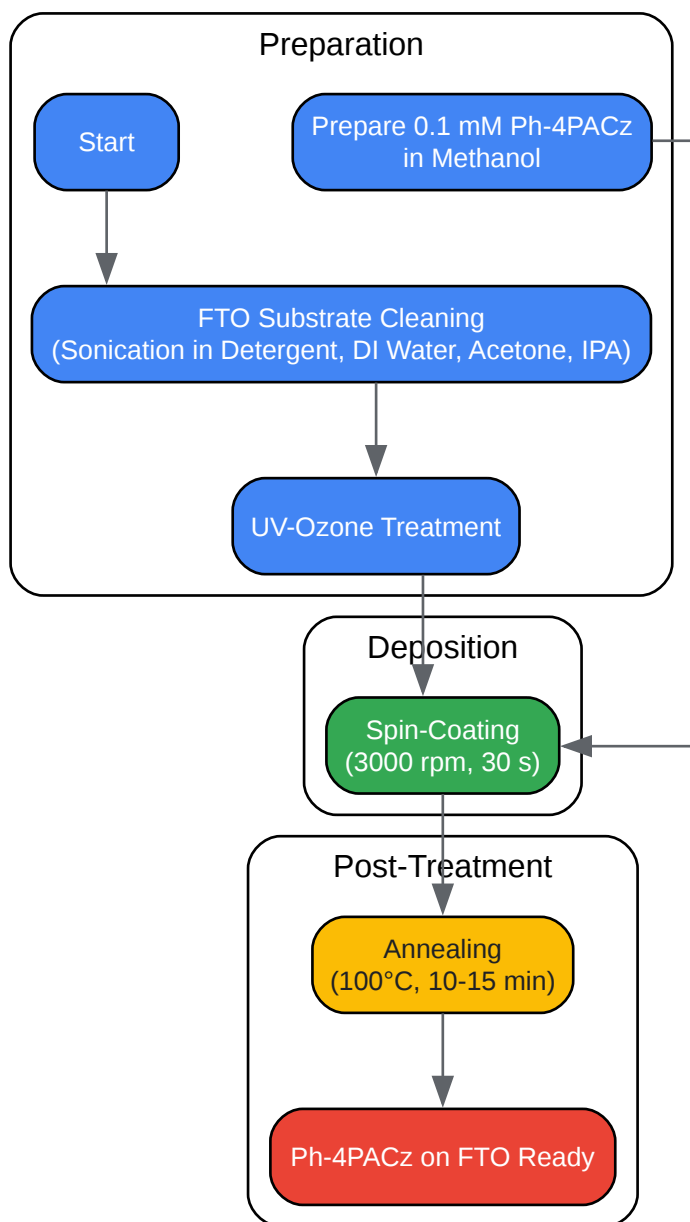 Preparation
Start
Prepare 0.1 mM Ph-4PACz
in Methanol
FTO Substrate Cleaning
(Sonication in Detergent, DI Water, Acetone, IPA)
UV-Ozone Treatment
Deposition
Spin-Coating
(3000 rpm, 30 s)
Post-Treatment
Annealing
(100°C, 10-15 min)
Ph-4PACz on FTO Ready